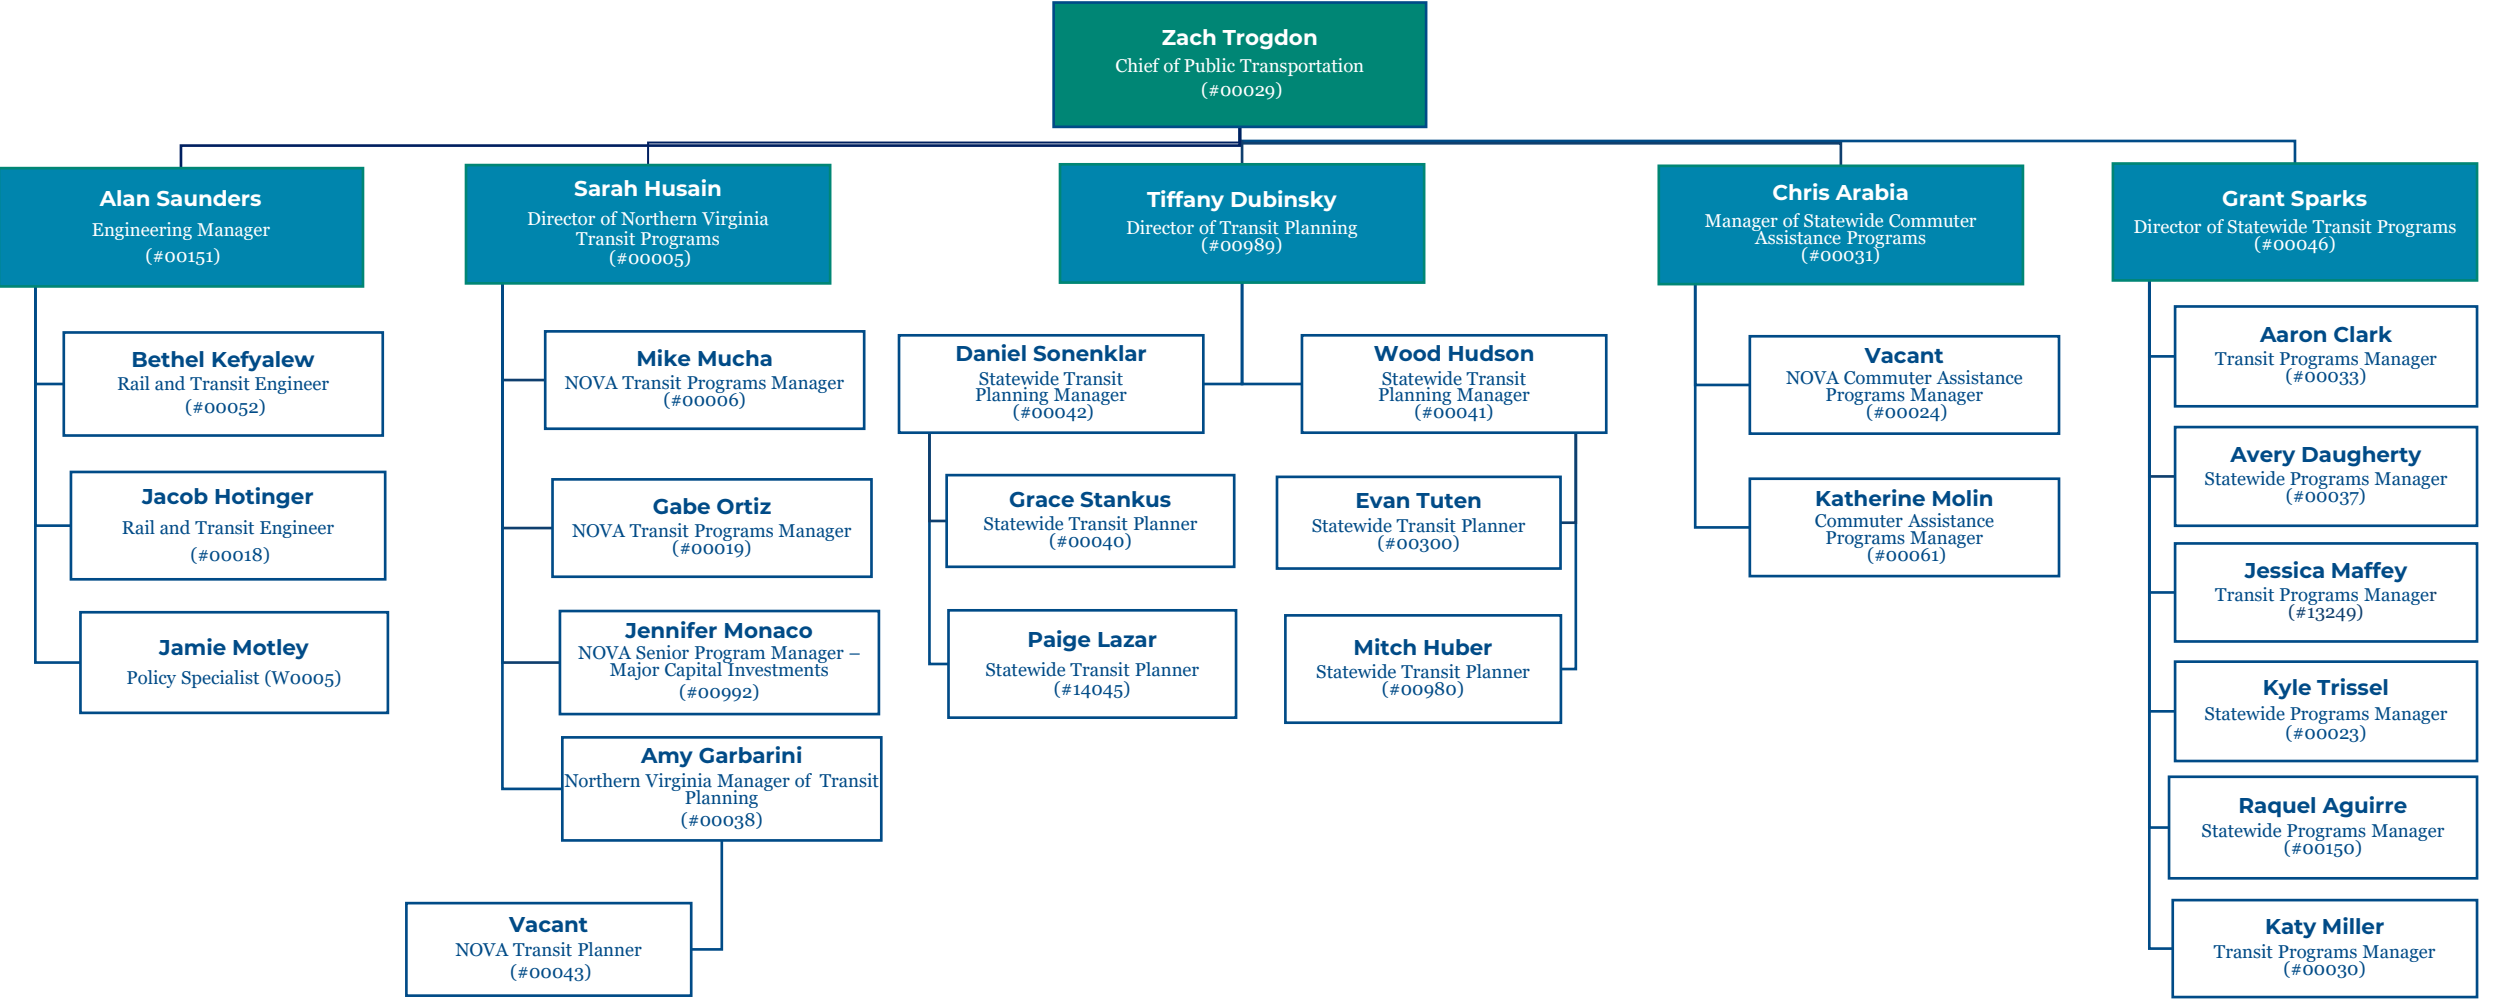 Zach Trogdon
Chief of Public Transportation
(#00029)
Alan Saunders
Engineering Manager
(#00151)
Bethel Kefyalew
Rail and Transit Engineer
(#00052)
Jacob Hotinger
Rail and Transit Engineer
(#00018)
Jamie Motley
Policy Specialist (W0005)
Sarah Husain
Director of Northern Virginia
Transit Programs
(#00005)
Mike Mucha
NOVA Transit Programs Manager
(#00006)
Gabe Ortiz
NOVA Transit Programs Manager
(#00019)
Jennifer Monaco
NOVA Senior Program Manager –
Major Capital Investments
(#00992)
Amy Garbarini
Northern Virginia Manager of Transit
Planning
(#00038)
Vacant
NOVA Transit Planner
(#00043)
Tiffany Dubinsky
Director of Transit Planning
(#00989)
Daniel Sonenklar
Statewide Transit
Planning Manager
(#00042)
Grace Stankus
Statewide Transit Planner
(#00040)
Paige Lazar
Statewide Transit Planner
(#14045)
Wood Hudson
Statewide Transit
Planning Manager
(#00041)
Evan Tuten
Statewide Transit Planner
(#00300)
Mitch Huber
Statewide Transit Planner
(#00980)
Chris Arabia
Manager of Statewide Commuter
Assistance Programs
(#00031)
Vacant
NOVA Commuter Assistance
Programs Manager
(#00024)
Katherine Molin
Commuter Assistance
Programs Manager
(#00061)
Grant Sparks
Director of Statewide Transit Programs
(#00046)
Aaron Clark
Transit Programs Manager
(#00033)
Avery Daugherty
Statewide Programs Manager
(#00037)
Jessica Maffey
Transit Programs Manager
(#13249)
Kyle Trissel
Statewide Programs Manager
(#00023)
Raquel Aguirre
Statewide Programs Manager
(#00150)
Katy Miller
Transit Programs Manager
(#00030)